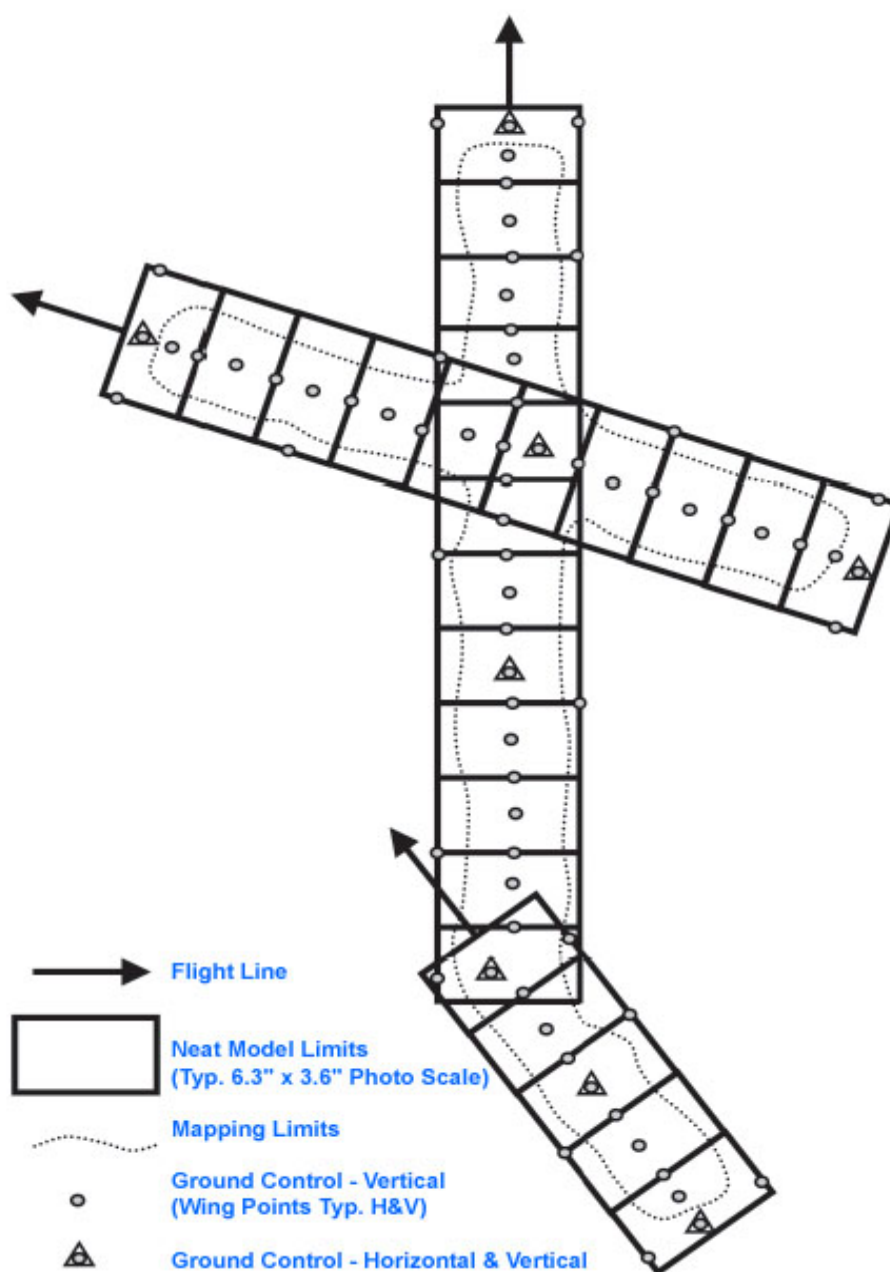 Flight Line
Neat Model Limits
(Typ. 6.3" x 3.6" Photo Scale)
Mapping Limits
Ground Control - Vertical
(Wing Points Typ. H&V)
Ground Control - Horizontal & Vertical